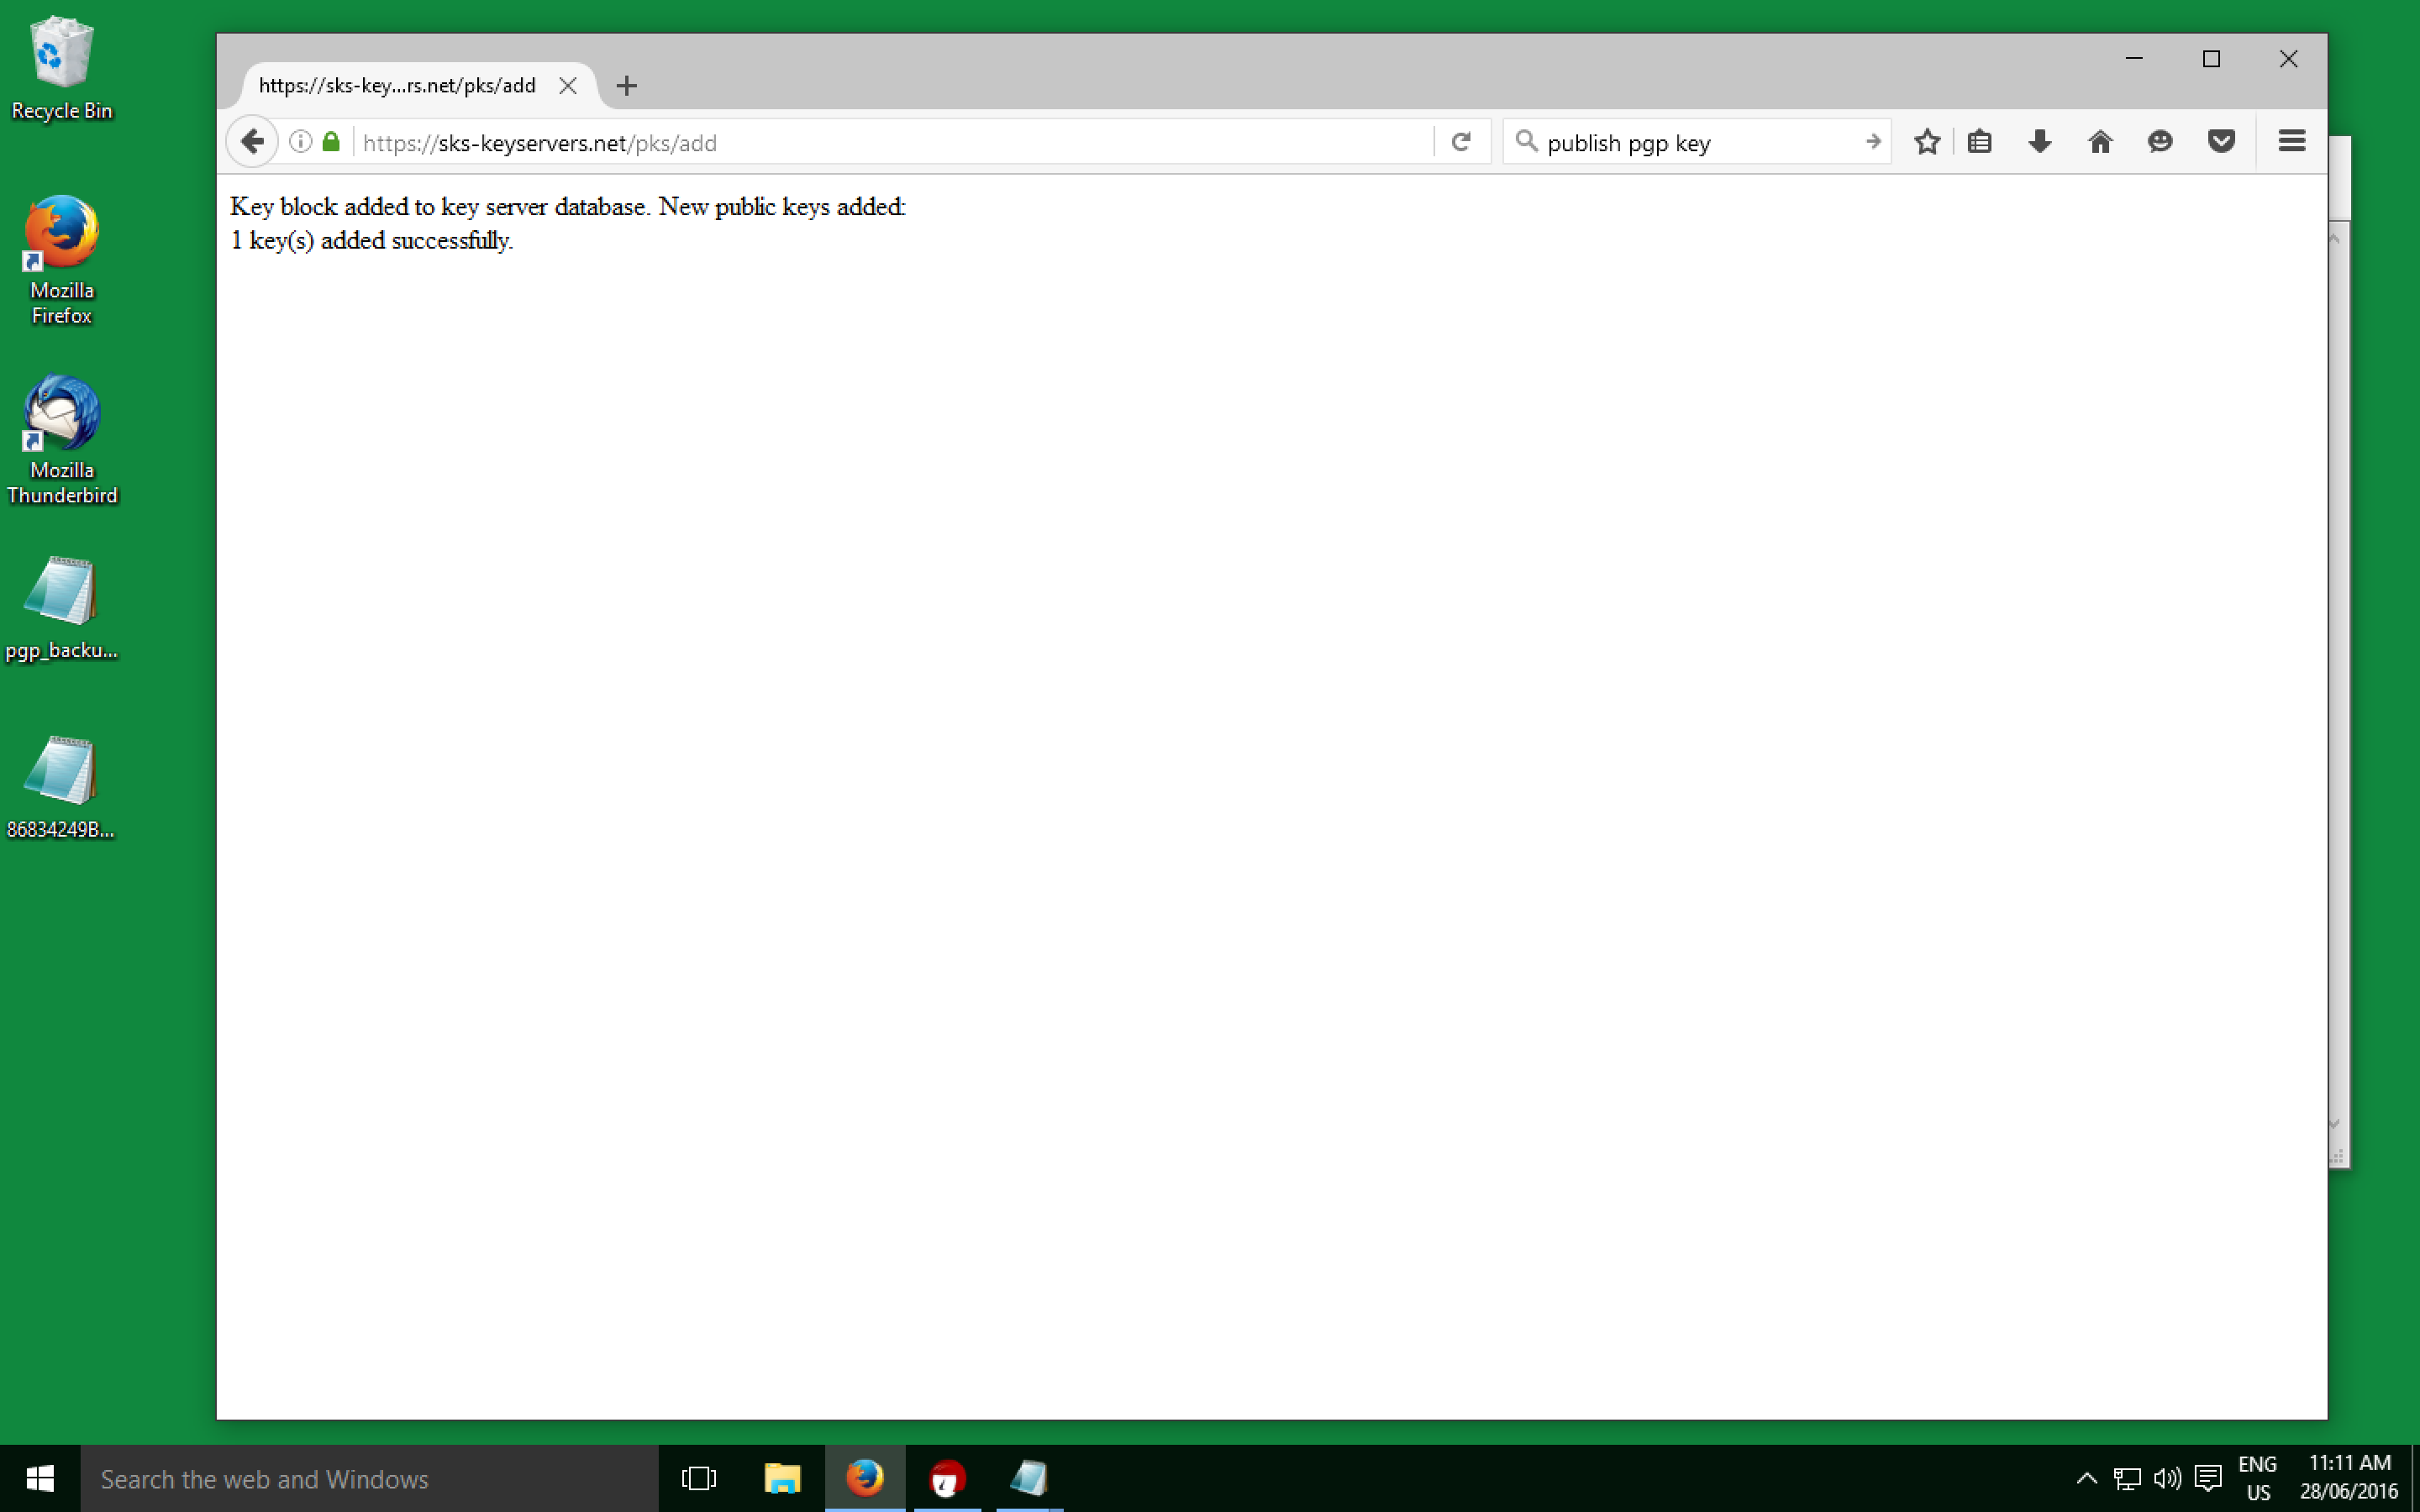 Recycle Bin
Mozilla
Firefox
Mozilla
Thunderbird
pgp_backu...
86834249B...
https://sks-key...rs.net/pks/add
https://sks-keyservers.net/pks/add
publish pgp key
Key block added to key server database. New public keys added:
1 key(s) added successfully.
Search the web and Windows
ENG
US
11:11 AM
28/06/2016